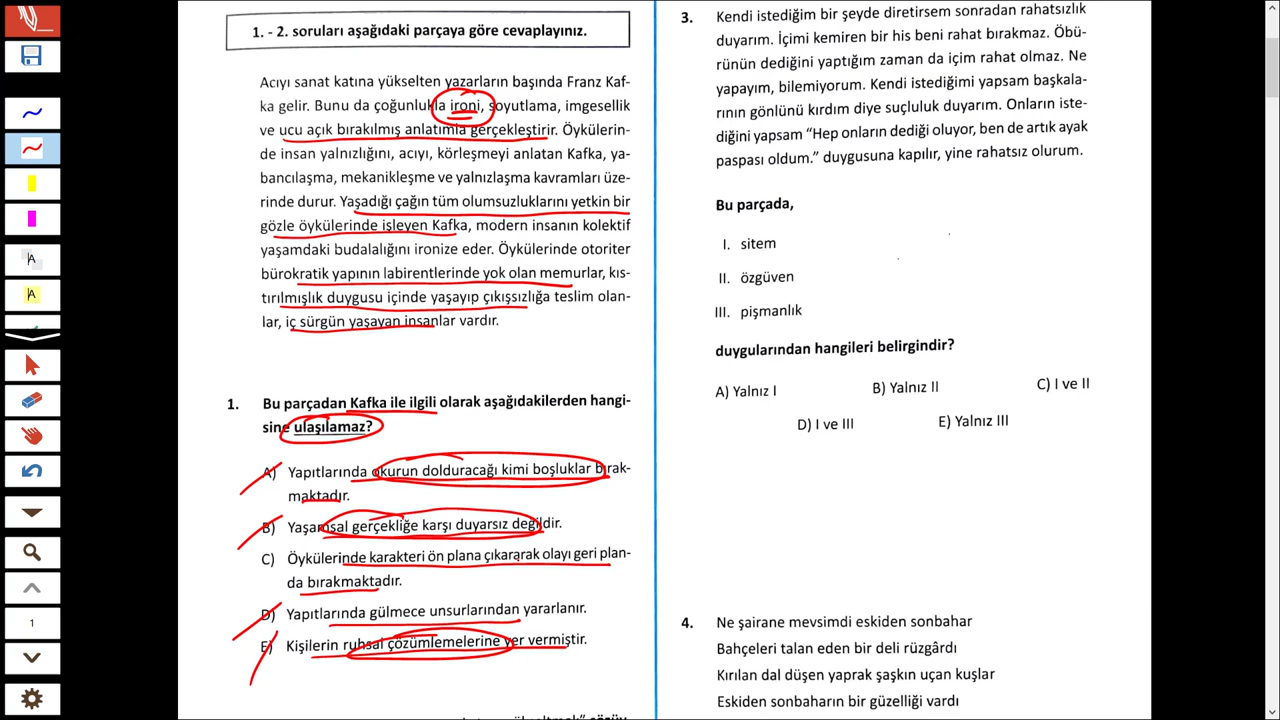 1. - 2. soruları aşağıdaki parçaya göre cevaplayınız.
Acıyı sanat katına yükselten yazarların başında Franz Kaf-
ka gelir. Bunu da çoğunlukla ironi, soyutlama, imgesellik
ve ucu açık bırakılmış anlatımla gerçekleştirir. Öykülerin-
de insan yalnızlığını, acıyı, körleşmeyi anlatan Kafka, ya-
bancılaşma, mekanikleşme ve yalnızlaşma kavramları üze-
rinde durur. Yaşadığı çağın tüm olumsuzluklarını yetkin bir
gözle öykülerinde işleyen Kafka, modern insanın kolektif
yaşamdaki budalalığını ironize eder. Öykülerinde otoriter
bürokratik yapının labirentlerinde yok olan memurlar, kıs-
tırılmışlık duygusu içinde yaşayıp çıkışsızlığa teslim olan-
lar, iç sürgün yaşayan insanlar vardır.
1. Bu parçadan Kafka ile ilgili olarak aşağıdakilerden hangi-
sine ulaşılamaz?
A) Yapıtlarında okurun dolduracağı kimi boşluklar bırak-
maktadır.
B) Yaşamsal gerçekliğe karşı duyarsız değildir.
C) Öykülerinde karakteri ön plana çıkararak olayı geri plan-
da bırakmaktadır.
D) Yapıtlarında gülmece unsurlarından yararlanır.
E) Kişilerin ruhsal çözümlemelerine yer vermiştir.
3. Kendi istediğim bir şeyde diretirsem sonradan rahatsızlık
duyarım. İçimi kemiren bir his beni rahat bırakmaz. Öbü-
rünün dediğini yaptığım zaman da içim rahat olmaz. Ne
yapayım, bilemiyorum. Kendi istediğimi yapsam başkala-
rının gönlünü kırdım diye suçluluk duyarım. Onların iste-
diğini yapsam “Hep onların dediği oluyor, ben de artık ayak
paspası oldum.” duygusuna kapılır, yine rahatsız olurum.
Bu parçada,
I. sitem
II. özgüven
III. pişmanlık
duygularından hangileri belirgindir?
A) Yalnız I B) Yalnız II C) I ve II
D) I ve III E) Yalnız III
4. Ne şairane mevsimdi eskiden sonbahar
Bahçeleri talan eden bir deli rüzgârdı
Kırılan dal düşen yaprak şaşkın uçan kuşlar
Eskiden sonbaharın bir güzelliği vardı
A
A
1